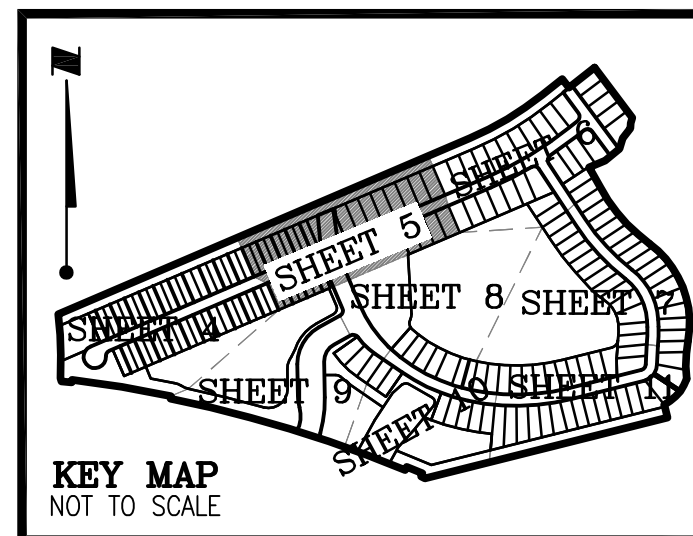 N
SHEET 6
SHEET 5
SHEET 8
SHEET 7
SHEET 4
SHEET 9
SHEET 10
SHEET 11
KEY MAP
NOT TO SCALE